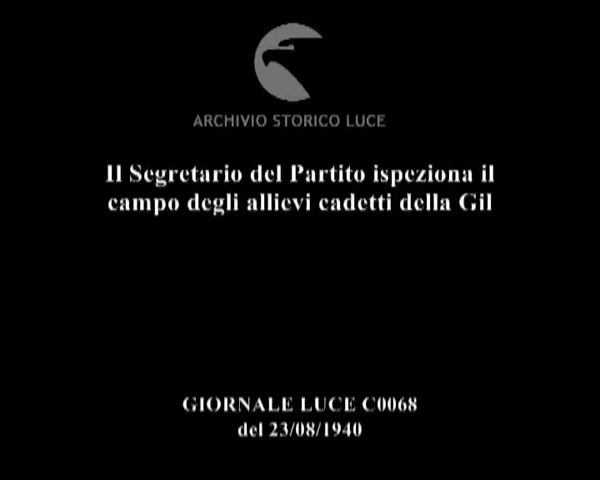 ARCHIVIO STORICO LUCE
Il Segretario del Partito ispeziona il
campo degli allievi cadetti della Gil
GIORNALE LUCE C0068
del 23/08/1940